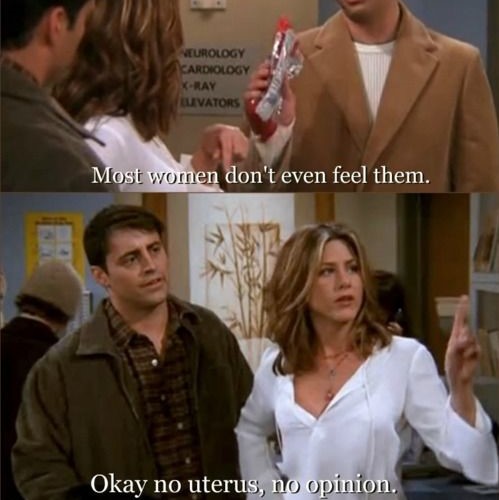 NEUROLOGY
CARDIOLOGY
X-RAY
ELEVATORS
Most women don't even feel them.
Okay no uterus, no opinion.